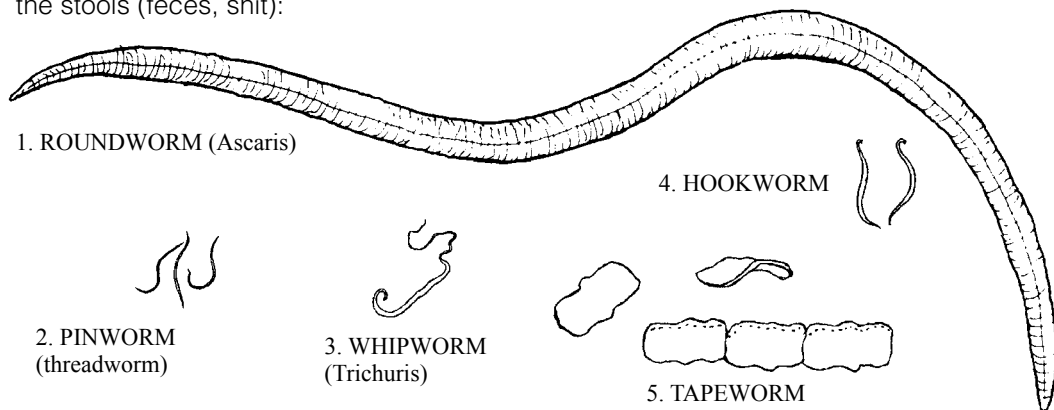 the stools (feces, shit):
1. ROUNDWORM (Ascaris)
4. HOOKWORM
2. PINWORM
(threadworm)
3. WHIPWORM
(Trichuris)
5. TAPEWORM